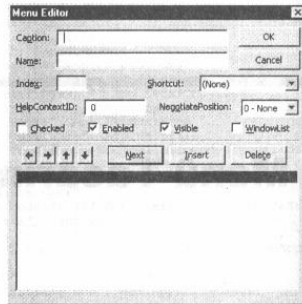 Menu Editor
Caption:
OK
Name:
Cancel
Index:
Shortcut: (None)
HelpContextID: 0
NegotiatePosition: 0 - None
Checked
Enabled
Visible
WindowList
Next
Insert
Delete